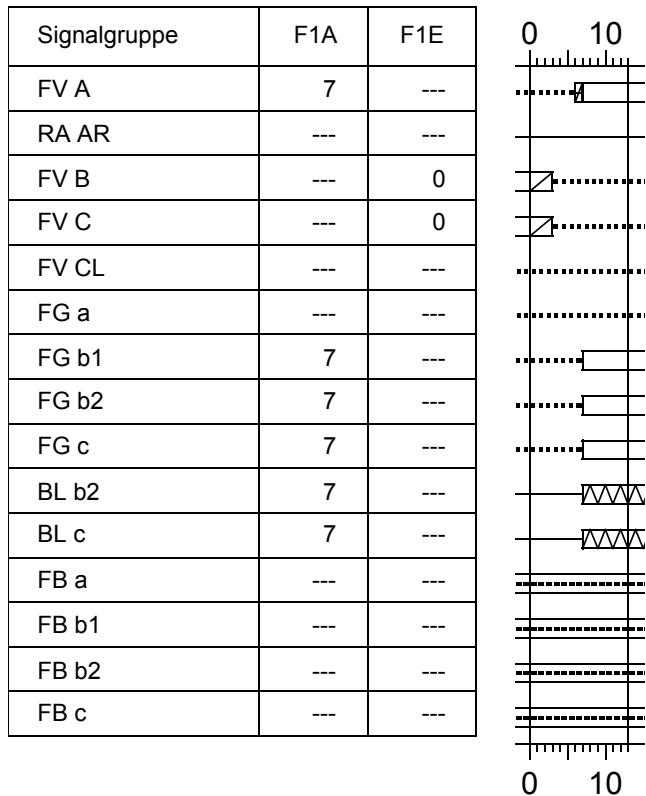 Signalgruppe F1A F1E 0 10
FV A 7 ---
RA AR --- ---
FV B --- 0
FV C --- 0
FV CL --- ---
FG a --- ---
FG b1 7 ---
FG b2 7 ---
FG c 7 ---
BL b2 7 ---
BL c 7 ---
FB a --- ---
FB b1 --- ---
FB b2 --- ---
FB c --- ---
0 10